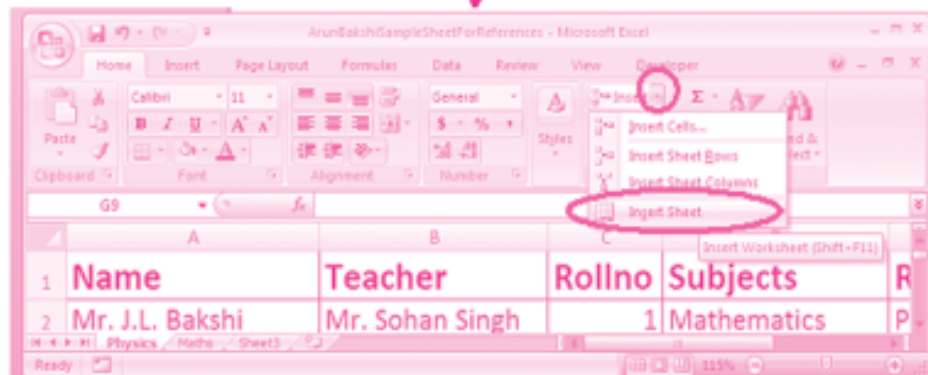 ArunBakshiSampleSheetForReferences - Microsoft Excel
Home Insert Page Layout Formulas Data Review View Developer
Calibri 11 General Insert Σ
Paste B I U A A $ % , Styles
Clipboard Font Alignment Number
Insert Cells...
Insert Sheet Rows
Insert Sheet Columns
Insert Sheet
G9 fx
Insert Worksheet (Shift+F11)
A B C
1 Name Teacher Rollno Subjects R
2 Mr. J.L. Bakshi Mr. Sohan Singh 1 Mathematics P
Physics Maths Sheet3
Ready 115%